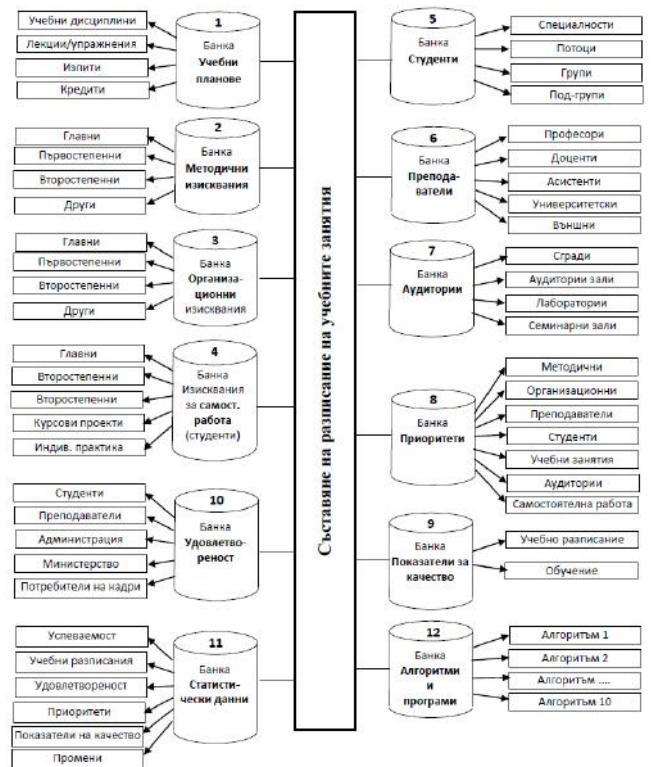 Учебни дисциплини
Лекции/упражнения
Изпити
Кредити
1
Банка
Учебни
планове
Главни
Първостепенни
Второстепенни
Други
2
Банка
Методични
изисквания
Главни
Първостепенни
Второстепенни
Други
3
Банка
Организа-
ционни
изисквания
Главни
Второстепенни
Второстепенни
Курсови проекти
Индив. практика
4
Банка
Изисквания
за самост.
работа
(студенти)
Студенти
Преподаватели
Администрация
Министерство
Потребители на кадри
10
Банка
Удовлетво-
реност
Успеваемост
Учебни разписания
Удовлетвореност
Приоритети
Показатели на качество
Промени
11
Банка
Статисти-
чески данни
Съставяне на разписание на учебните занятия
5
Банка
Студенти
Специалности
Потоци
Групи
Под-групи
6
Банка
Препода-
ватели
Професори
Доценти
Асистенти
Университетски
Външни
7
Банка
Аудитории
Сгради
Аудитории зали
Лаборатории
Семинарни зали
8
Банка
Приоритети
Методични
Организационни
Преподаватели
Студенти
Учебни занятия
Аудитории
Самостоятелна работа
9
Банка
Показатели за
качество
Учебно разписание
Обучение
12
Банка
Алгоритми
и
програми
Алгоритъм 1
Алгоритъм 2
Алгоритъм ....
Алгоритъм 10